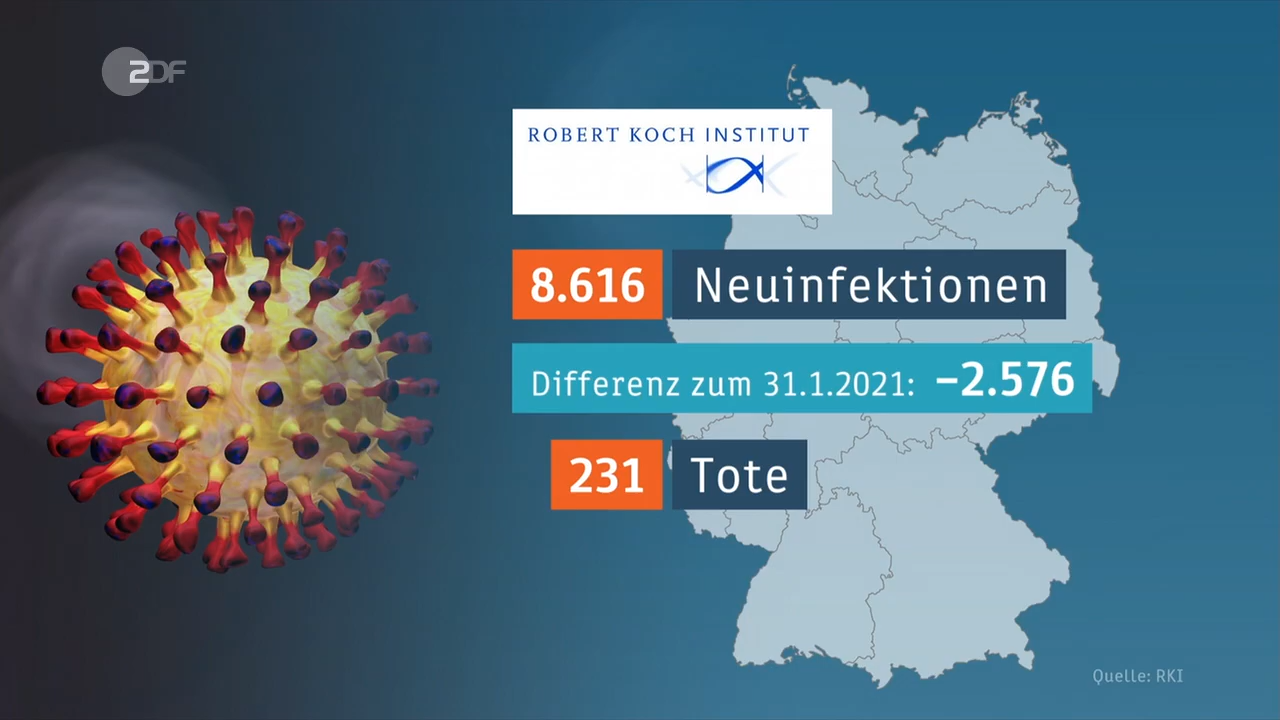 ZDF
ROBERT KOCH INSTITUT
8.616 Neuinfektionen
Differenz zum 31.1.2021: –2.576
231 Tote
Quelle: RKI